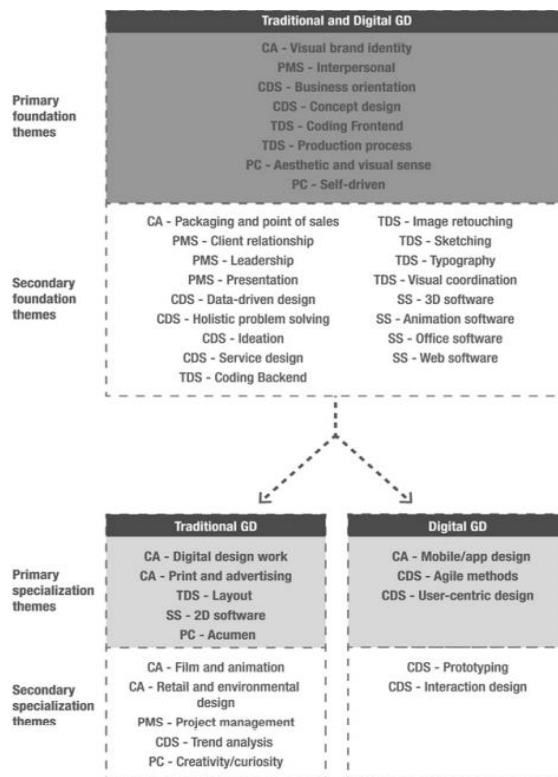 Traditional and Digital GD
Primary
foundation
themes
CA - Visual brand identity
PMS - Interpersonal
CDS - Business orientation
CDS - Concept design
TDS - Coding Frontend
TDS - Production process
PC - Aesthetic and visual sense
PC - Self-driven
Secondary
foundation
themes
CA - Packaging and point of sales
PMS - Client relationship
PMS - Leadership
PMS - Presentation
CDS - Data-driven design
CDS - Holistic problem solving
CDS - Ideation
CDS - Service design
TDS - Coding Backend
TDS - Image retouching
TDS - Sketching
TDS - Typography
TDS - Visual coordination
SS - 3D software
SS - Animation software
SS - Office software
SS - Web software
Traditional GD
Digital GD
Primary
specialization
themes
CA - Digital design work
CA - Print and advertising
TDS - Layout
SS - 2D software
PC - Acumen
CA - Mobile/app design
CDS - Agile methods
CDS - User-centric design
Secondary
specialization
themes
CA - Film and animation
CA - Retail and environmental
design
PMS - Project management
CDS - Trend analysis
PC - Creativity/curiosity
CDS - Prototyping
CDS - Interaction design